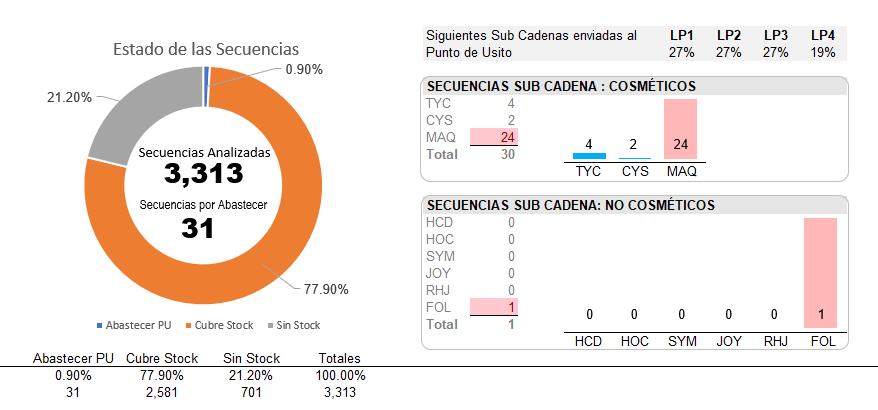 Estado de las Secuencias
0.90%
21.20%
Secuencias Analizadas
3,313
Secuencias por Abastecer
31
77.90%
Abastecer PU Cubre Stock Sin Stock
Abastecer PU Cubre Stock Sin Stock Totales
0.90% 77.90% 21.20% 100.00%
31 2,581 701 3,313
Siguientes Sub Cadenas enviadas al LP1 LP2 LP3 LP4
Punto de Usito 27% 27% 27% 19%
SECUENCIAS SUB CADENA : COSMÉTICOS
TYC 4
CYS 2
MAQ 24
Total 30
4 2 24
TYC CYS MAQ
SECUENCIAS SUB CADENA: NO COSMÉTICOS
HCD 0
HOC 0
SYM 0
JOY 0
RHJ 0
FOL 1
Total 1
0 0 0 0 0 1
HCD HOC SYM JOY RHJ FOL